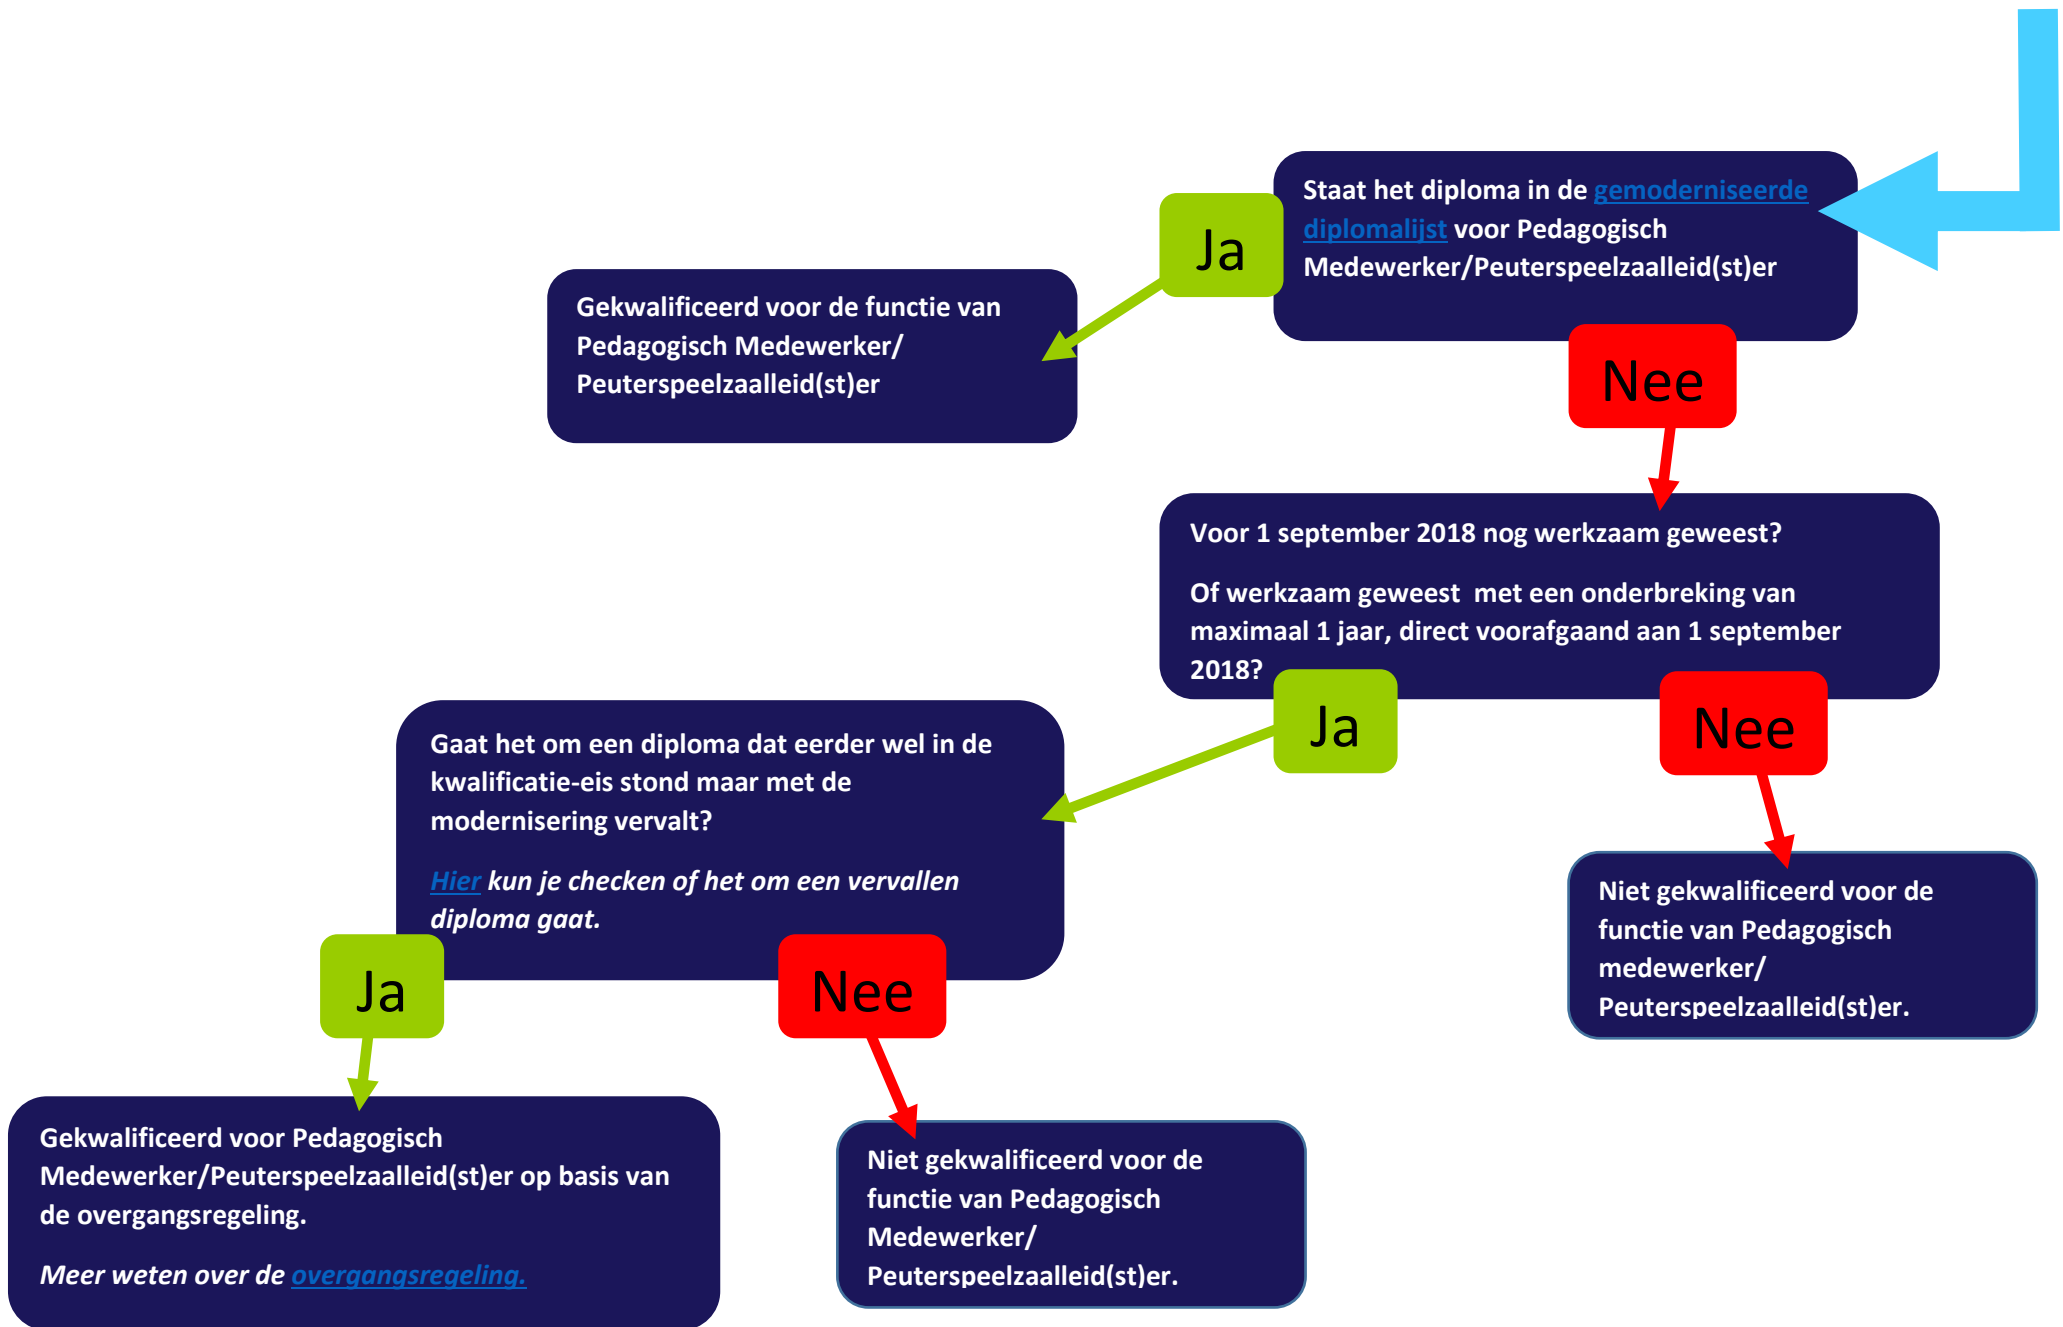 Staat het diploma in de gemoderniseerde
diplomalijst voor Pedagogisch
Medewerker/Peuterspeelzaalleid(st)er
Ja
Gekwalificeerd voor de functie van
Pedagogisch Medewerker/
Peuterspeelzaalleid(st)er
Nee
Voor 1 september 2018 nog werkzaam geweest?
Of werkzaam geweest  met een onderbreking van
maximaal 1 jaar, direct voorafgaand aan 1 september
2018?
Ja
Nee
Gaat het om een diploma dat eerder wel in de
kwalificatie-eis stond maar met de
modernisering vervalt?
Hier kun je checken of het om een vervallen
diploma gaat.
Niet gekwalificeerd voor de
functie van Pedagogisch
medewerker/
Peuterspeelzaalleid(st)er.
Ja
Nee
Gekwalificeerd voor Pedagogisch
Medewerker/Peuterspeelzaalleid(st)er op basis van
de overgangsregeling.
Meer weten over de overgangsregeling.
Niet gekwalificeerd voor de
functie van Pedagogisch
Medewerker/
Peuterspeelzaalleid(st)er.